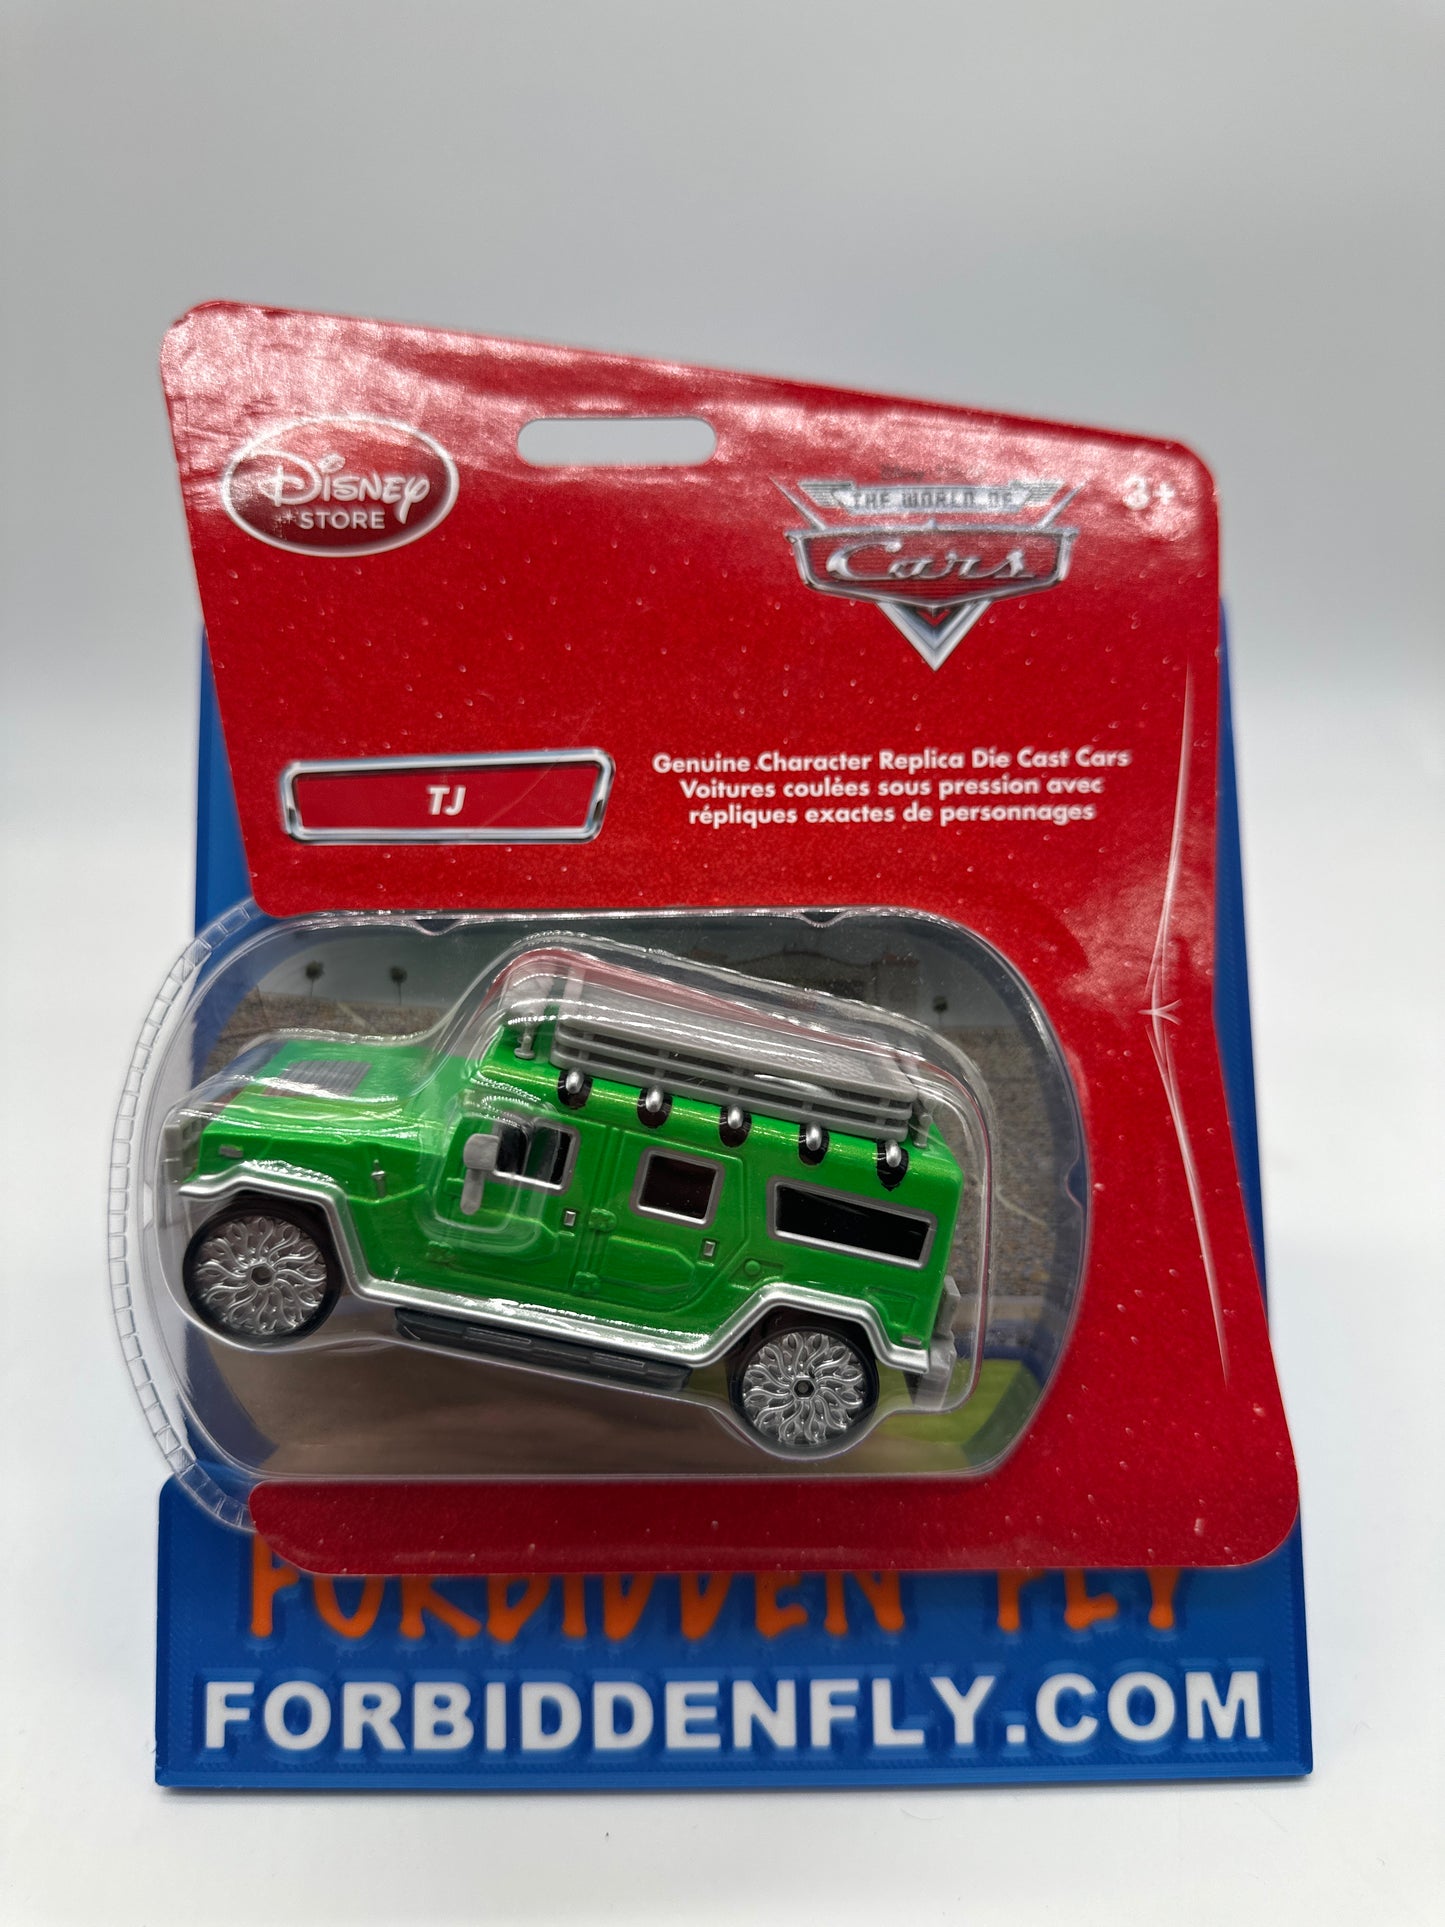 Disney
STORE
THE WORLD OF
Cars
3+
TJ
Genuine Character Replica Die Cast Cars
Voitures coulées sous pression avec
répliques exactes de personnages
FORBIDDEN FLY
FORBIDDENFLY.COM